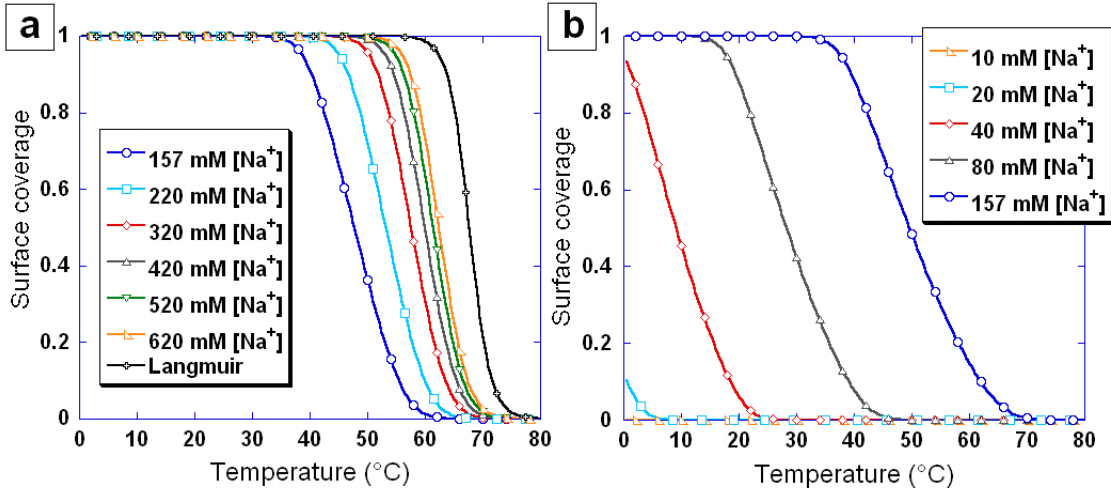 a
Surface coverage
1
0.8
0.6
0.4
0.2
0
157 mM [Na⁺]
220 mM [Na⁺]
320 mM [Na⁺]
420 mM [Na⁺]
520 mM [Na⁺]
620 mM [Na⁺]
Langmuir
0 10 20 30 40 50 60 70 80
Temperature (°C)
b
Surface coverage
1
0.8
0.6
0.4
0.2
0
10 mM [Na⁺]
20 mM [Na⁺]
40 mM [Na⁺]
80 mM [Na⁺]
157 mM [Na⁺]
0 10 20 30 40 50 60 70 80
Temperature (°C)